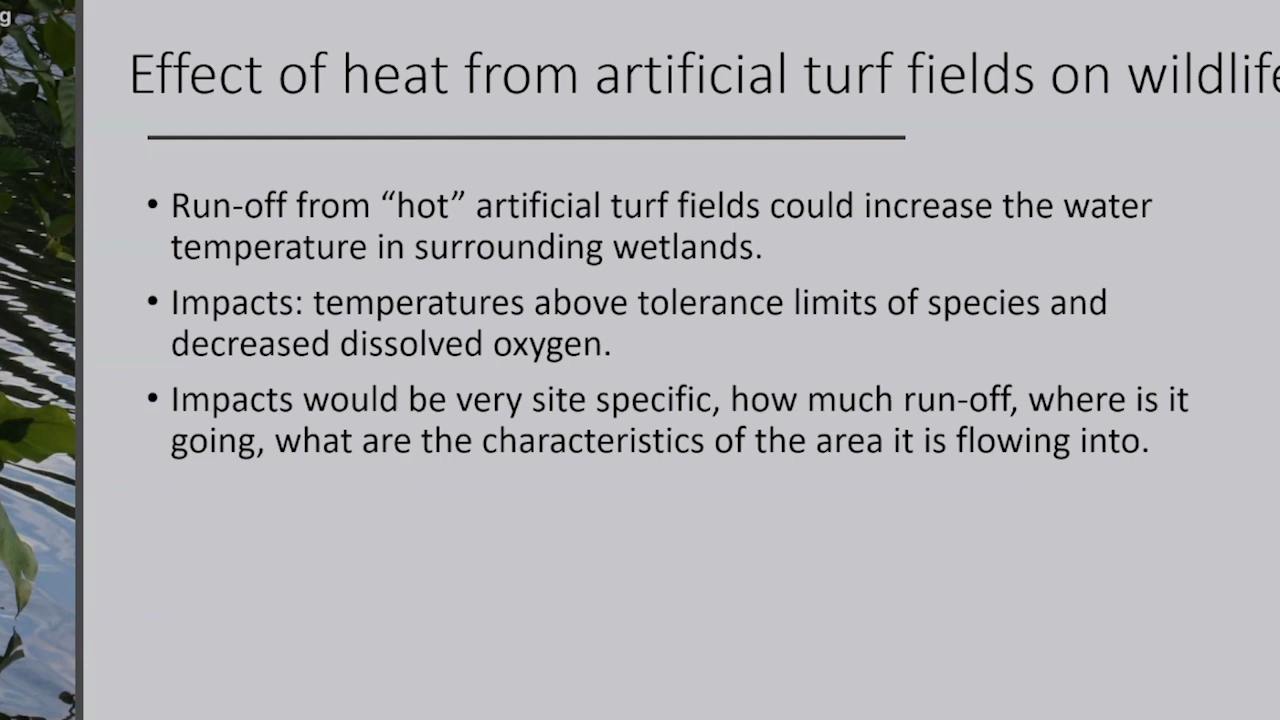 g
Effect of heat from artificial turf fields on wildlife
• Run-off from “hot” artificial turf fields could increase the water
temperature in surrounding wetlands.
• Impacts: temperatures above tolerance limits of species and
decreased dissolved oxygen.
• Impacts would be very site specific, how much run-off, where is it
going, what are the characteristics of the area it is flowing into.